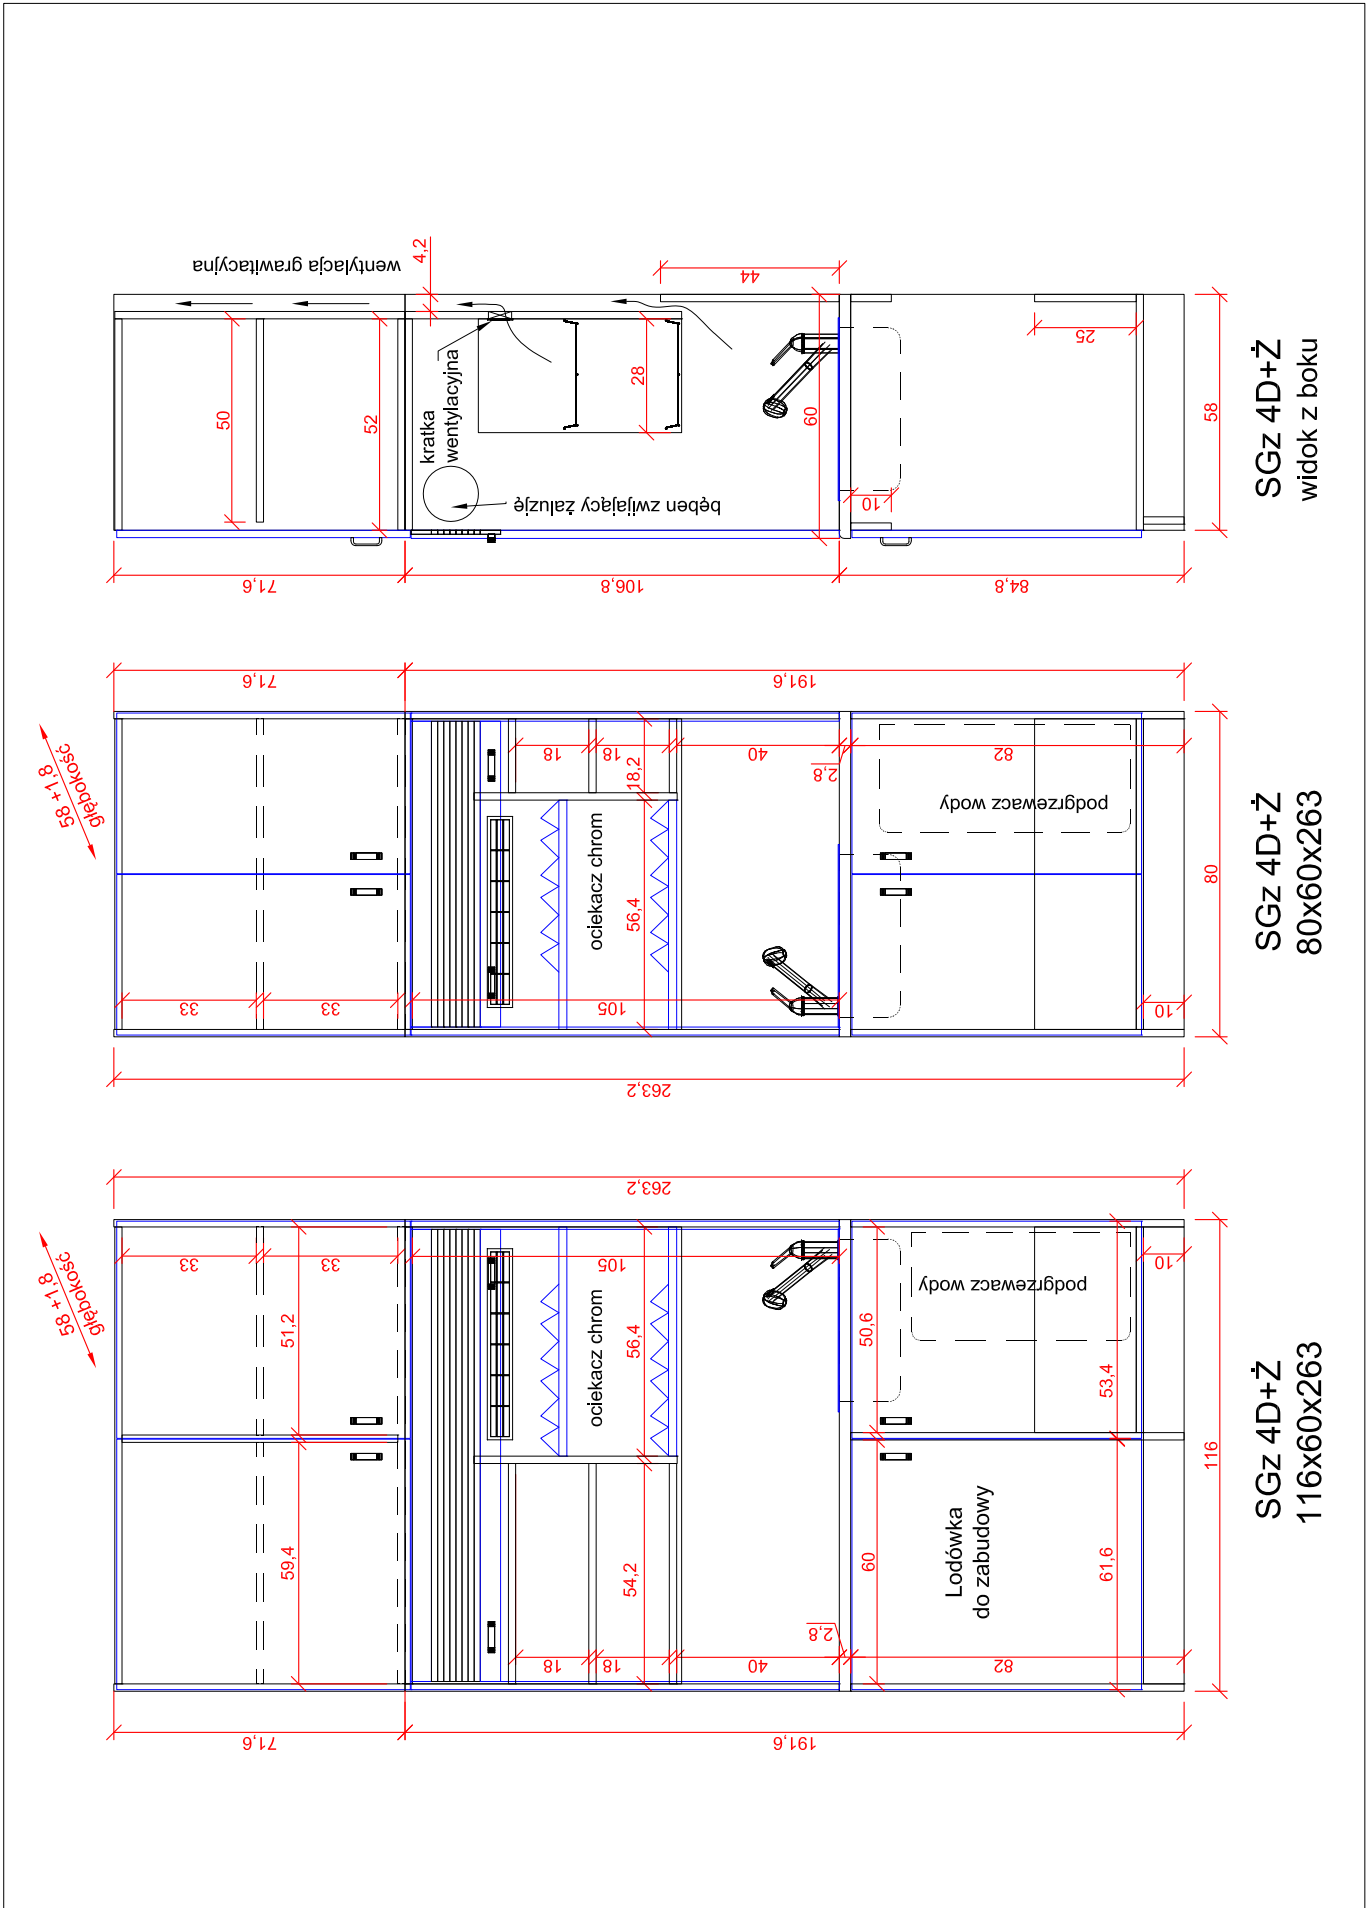 wentylacja grawitacyjna
4,2
44
50
52
kratka
wentylacyjna
28
60
bęben zwijający żaluzję
10
25
58
71,6
106,8
84,8
SGz 4D+Ż
widok z boku
71,6
191,6
58 +1,8
głębokość
18
18
18,2
40
2,8
82
podgrzewacz wody
ociekacz chrom
56,4
33
33
105
10
80
263,2
SGz 4D+Ż
80x60x263
263,2
58 +1,8
głębokość
33
33
105
10
51,2
ociekacz chrom
56,4
50,6
podgrzewacz wody
53,4
59,4
54,2
60
Lodówka
do zabudowy
61,6
116
18
18
40
2,8
82
71,6
191,6
SGz 4D+Ż
116x60x263